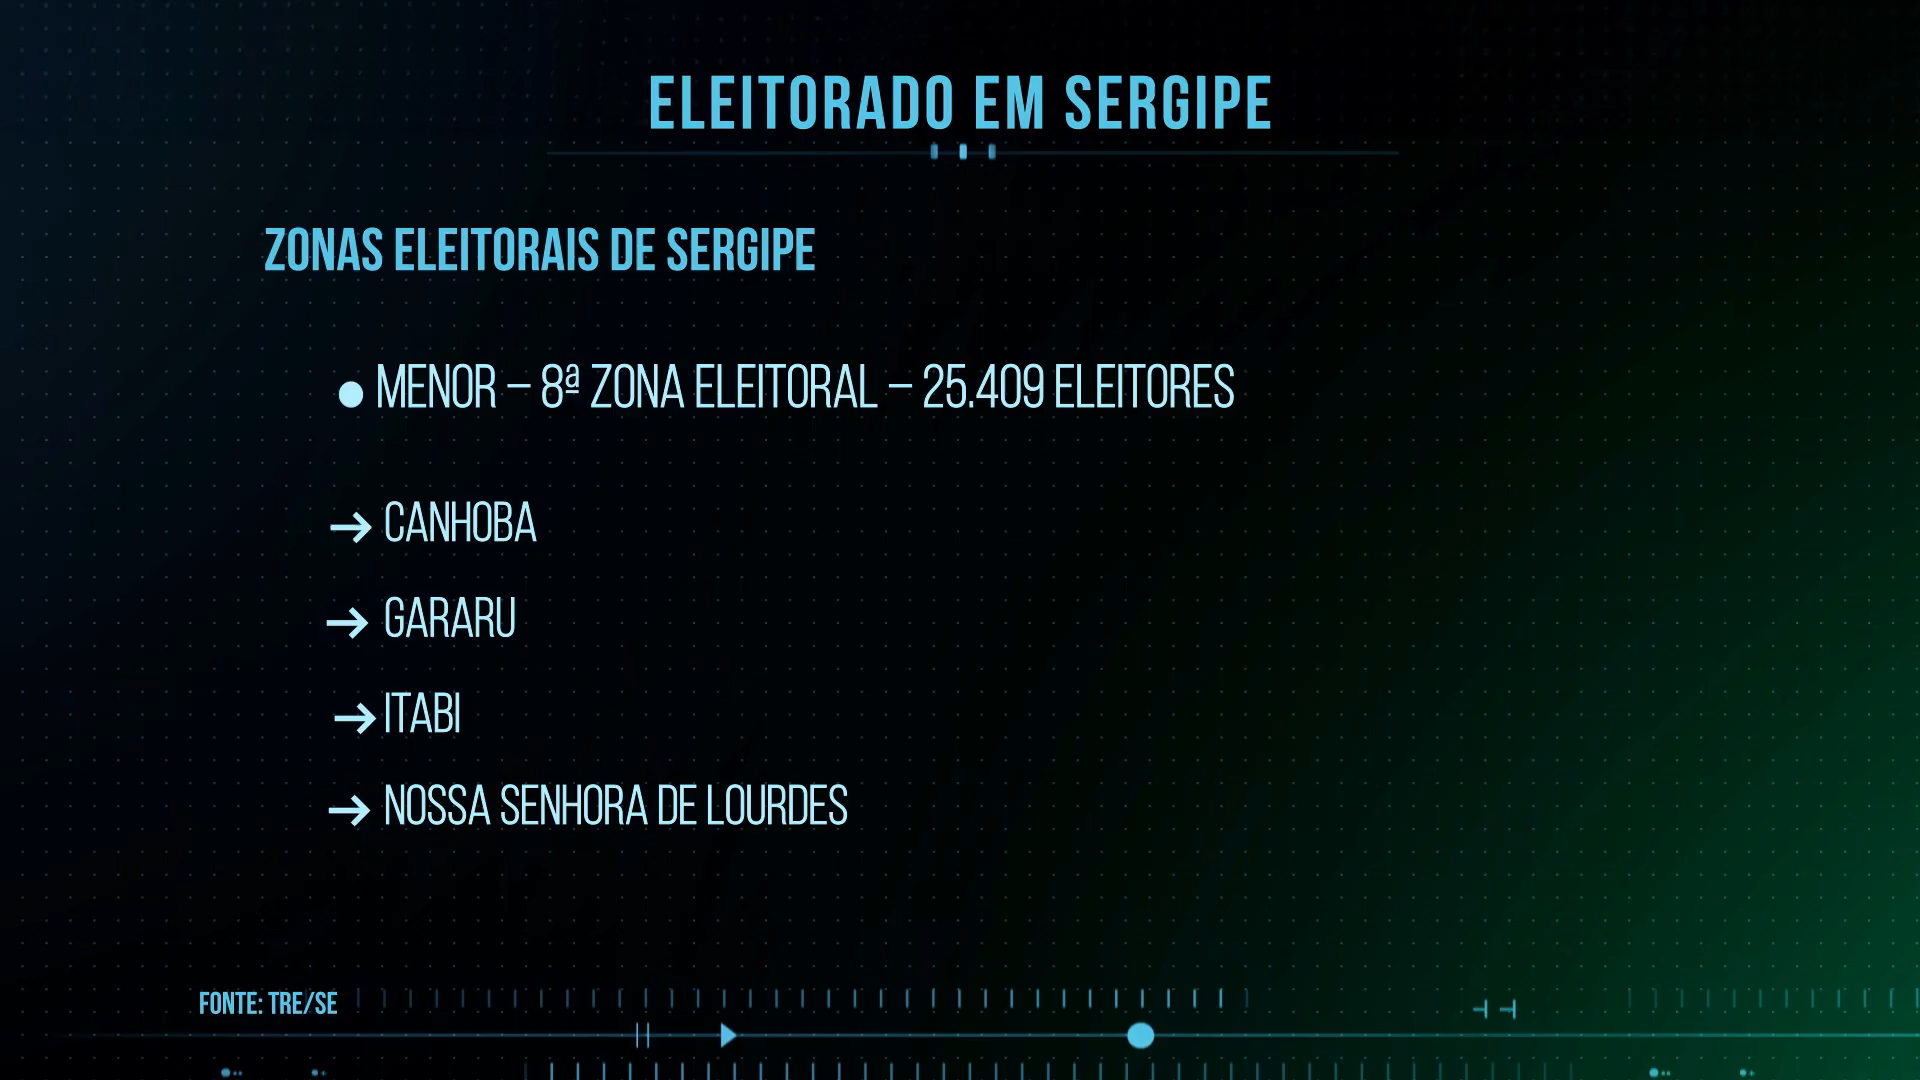 ELEITORADO EM SERGIPE
ZONAS ELEITORAIS DE SERGIPE
● MENOR – 8ª ZONA ELEITORAL – 25.409 ELEITORES
→ CANHOBA
→ GARARU
→ ITABI
→ NOSSA SENHORA DE LOURDES
FONTE: TRE/SE